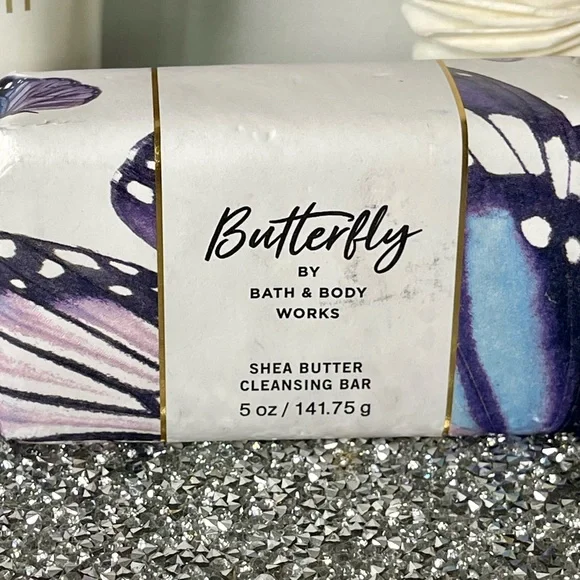 Butterfly
BY
BATH & BODY
WORKS
SHEA BUTTER
CLEANSING BAR
5 oz / 141.75 g